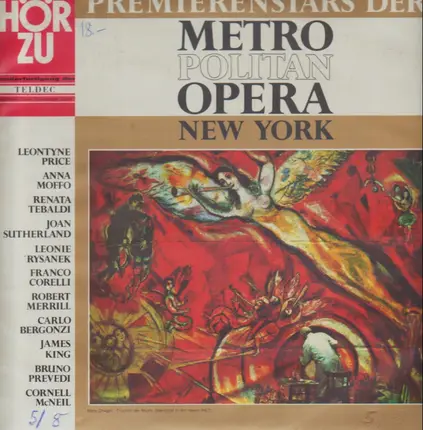 PREMIERENSTARS DER
HÖR
ZU
18.-
METRO
POLITAN
OPERA
NEW YORK
TELDEC
LEONTYNE
PRICE
ANNA
MOFFO
RENATA
TEBALDI
JOAN
SUTHERLAND
LEONIE
RYSANEK
FRANCO
CORELLI
ROBERT
MERRILL
CARLO
BERGONZI
JAMES
KING
BRUNO
PREVEDI
CORNELL
McNEIL
5/8
5